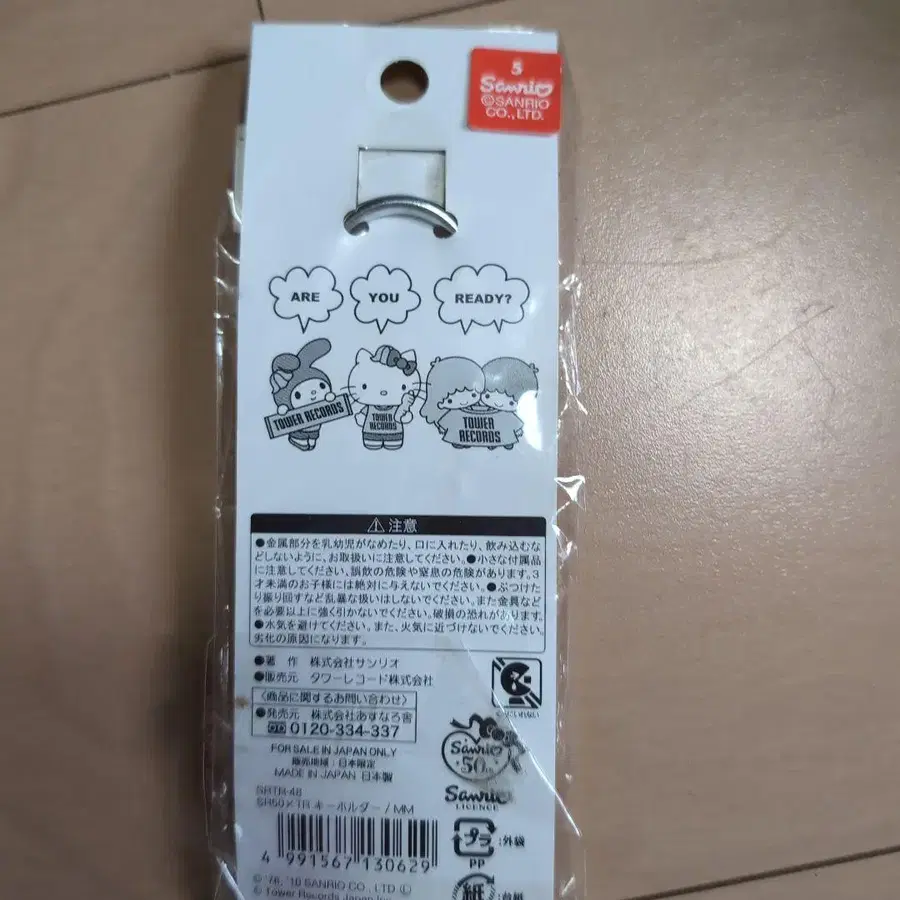 5
Sanrio
©SANRIO
CO.,LTD.
ARE YOU READY?
TOWER RECORDS
TOWER
RECORDS
TOWER
RECORDS
⚠注意
●金属部分を乳幼児がなめたり、口に入れたり、飲み込むな
どしないように、お取扱いに注意してください。●小さな付属品
に注意してください、誤飲の危険や窒息の危険があります。3
才未満のお子様には絶対に与えないでください。●ぶつけた
り振り回すなど乱暴な扱いはしないでください。また金具など
を必要以上に強く引かないでください。破損の恐れがあります。
●水気を避けてください。また、火気に近づけないでください。
劣化の原因になります。
●著 作 株式会社サンリオ
●販売元 タワーレコード株式会社
〈商品に関するお問い合わせ〉
●発売元 株式会社あすなろ舎
0120-334-337
FOR SALE IN JAPAN ONLY
販売地域:日本限定
MADE IN JAPAN 日本製
口にいれない
Sanrio
50th
Sanrio
LICENCE
SRTR-48
SR50×TR キーホルダー / MM
4 991567 130629
プラ :外袋
PP
紙 :台紙
©'76,'10 SANRIO CO., LTD Ⓛ
© Tower Records Japan Inc.